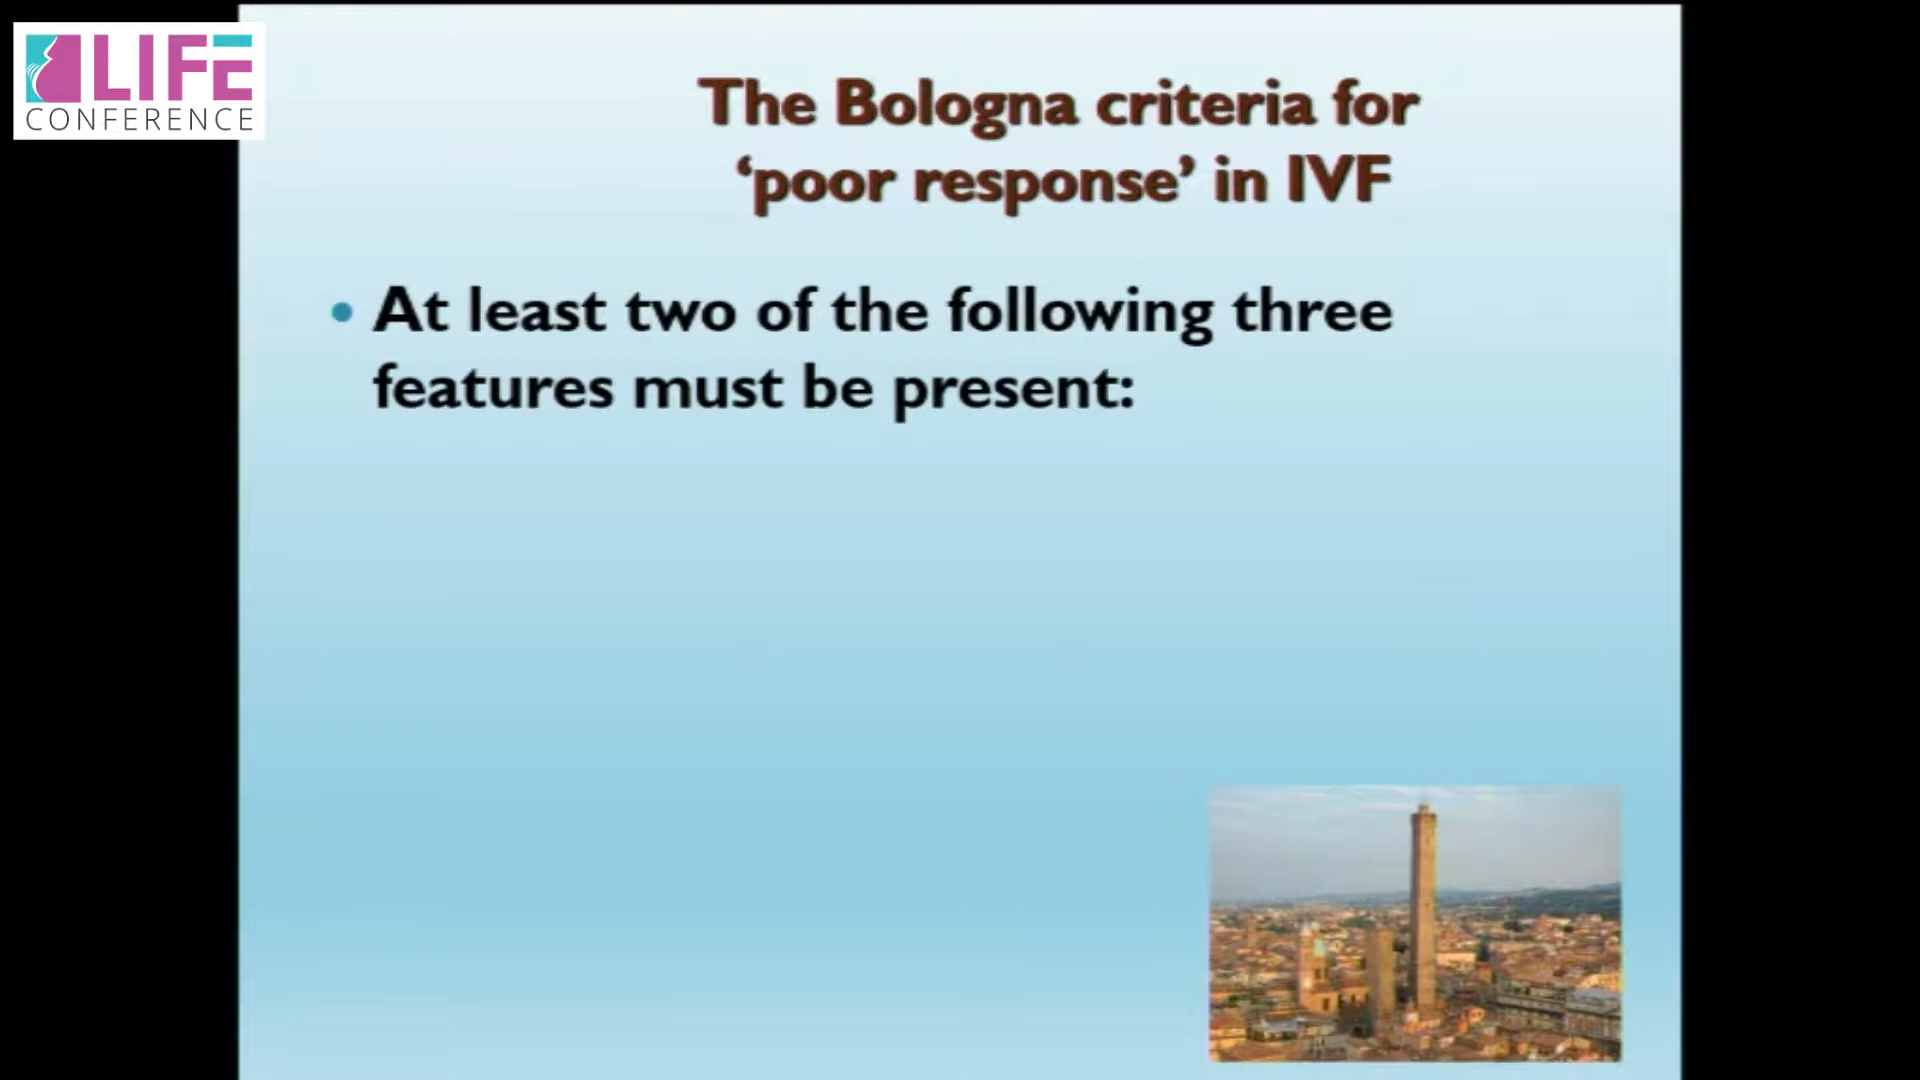 LIFE
CONFERENCE
The Bologna criteria for
‘poor response’ in IVF
• At least two of the following three
features must be present: